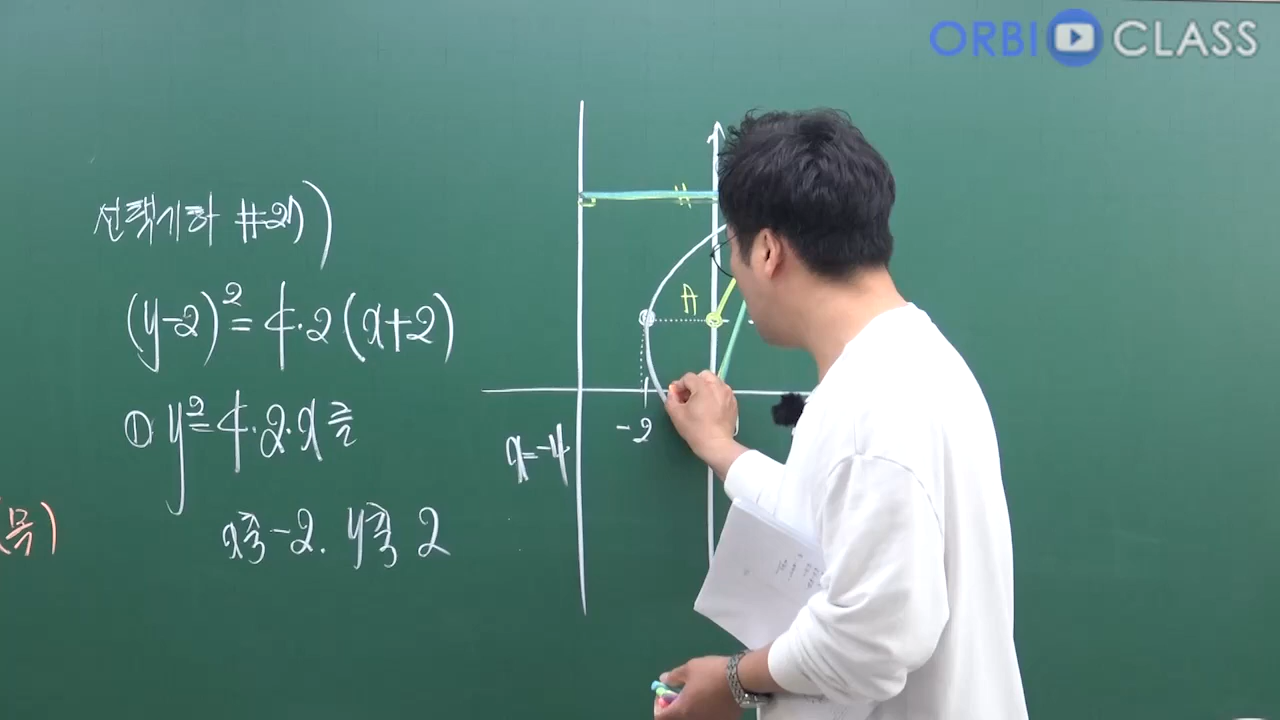 ORBI CLASS
선택기하 #27)
(y-2)²=4·2(x+2)
① y²=4·2·x 를
x축 -2. y축 2
A
-2
x=-4